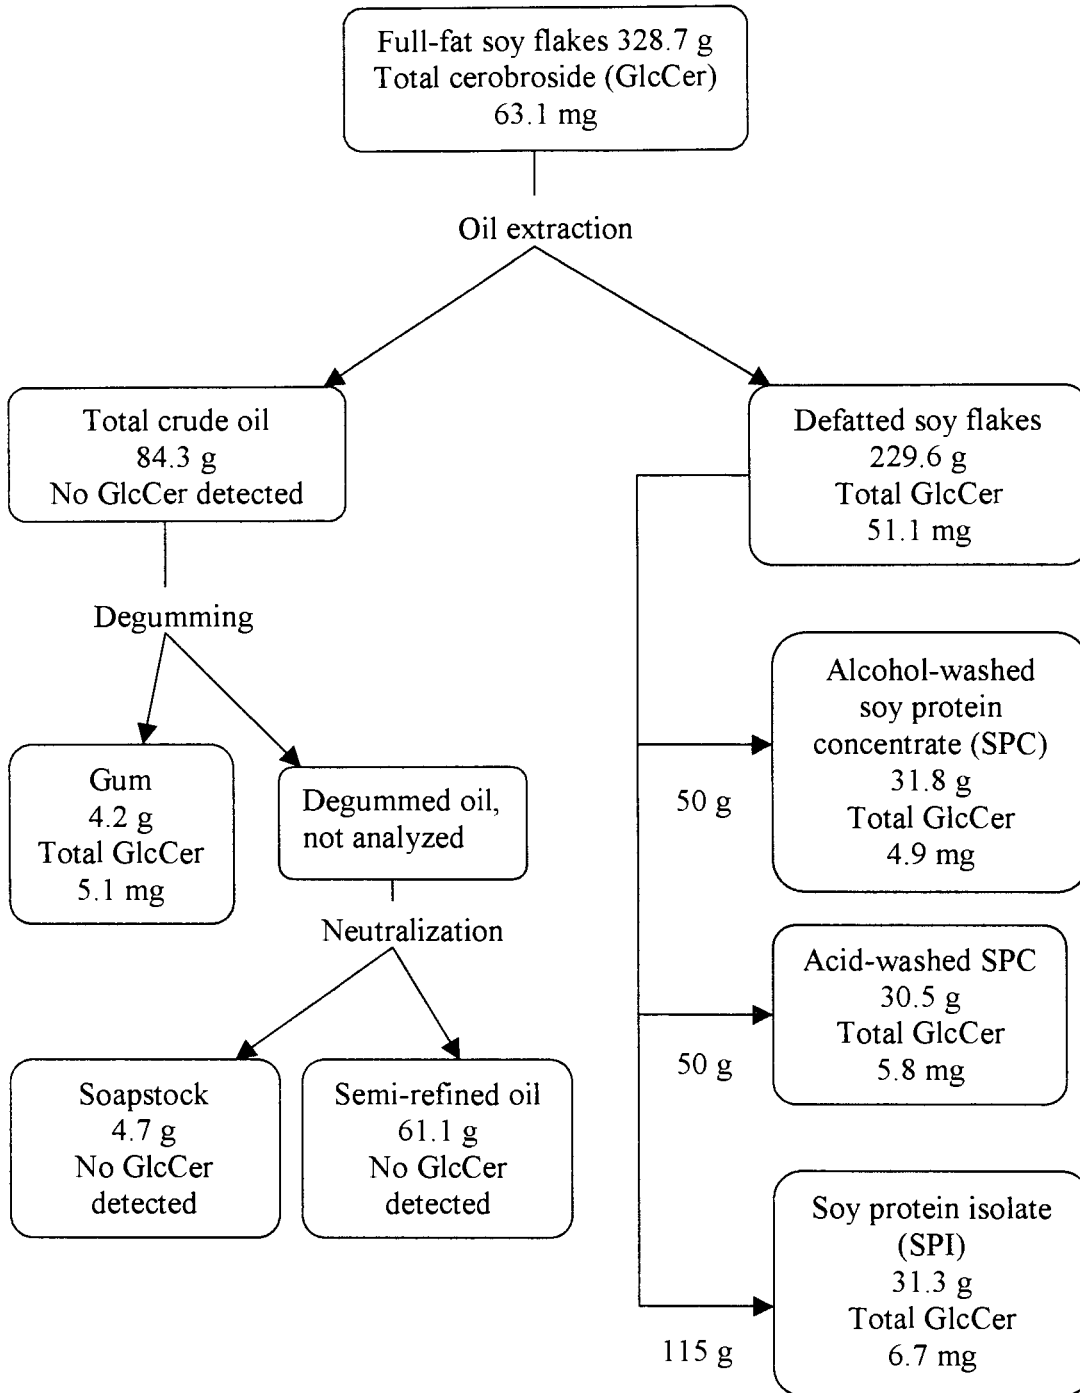 Full-fat soy flakes 328.7 g
Total cerobroside (GlcCer)
63.1 mg
Oil extraction
Total crude oil
84.3 g
No GlcCer detected
Defatted soy flakes
229.6 g
Total GlcCer
51.1 mg
Degumming
Gum
4.2 g
Total GlcCer
5.1 mg
Degummed oil,
not analyzed
Neutralization
Soapstock
4.7 g
No GlcCer
detected
Semi-refined oil
61.1 g
No GlcCer
detected
50 g
Alcohol-washed
soy protein
concentrate (SPC)
31.8 g
Total GlcCer
4.9 mg
50 g
Acid-washed SPC
30.5 g
Total GlcCer
5.8 mg
115 g
Soy protein isolate
(SPI)
31.3 g
Total GlcCer
6.7 mg